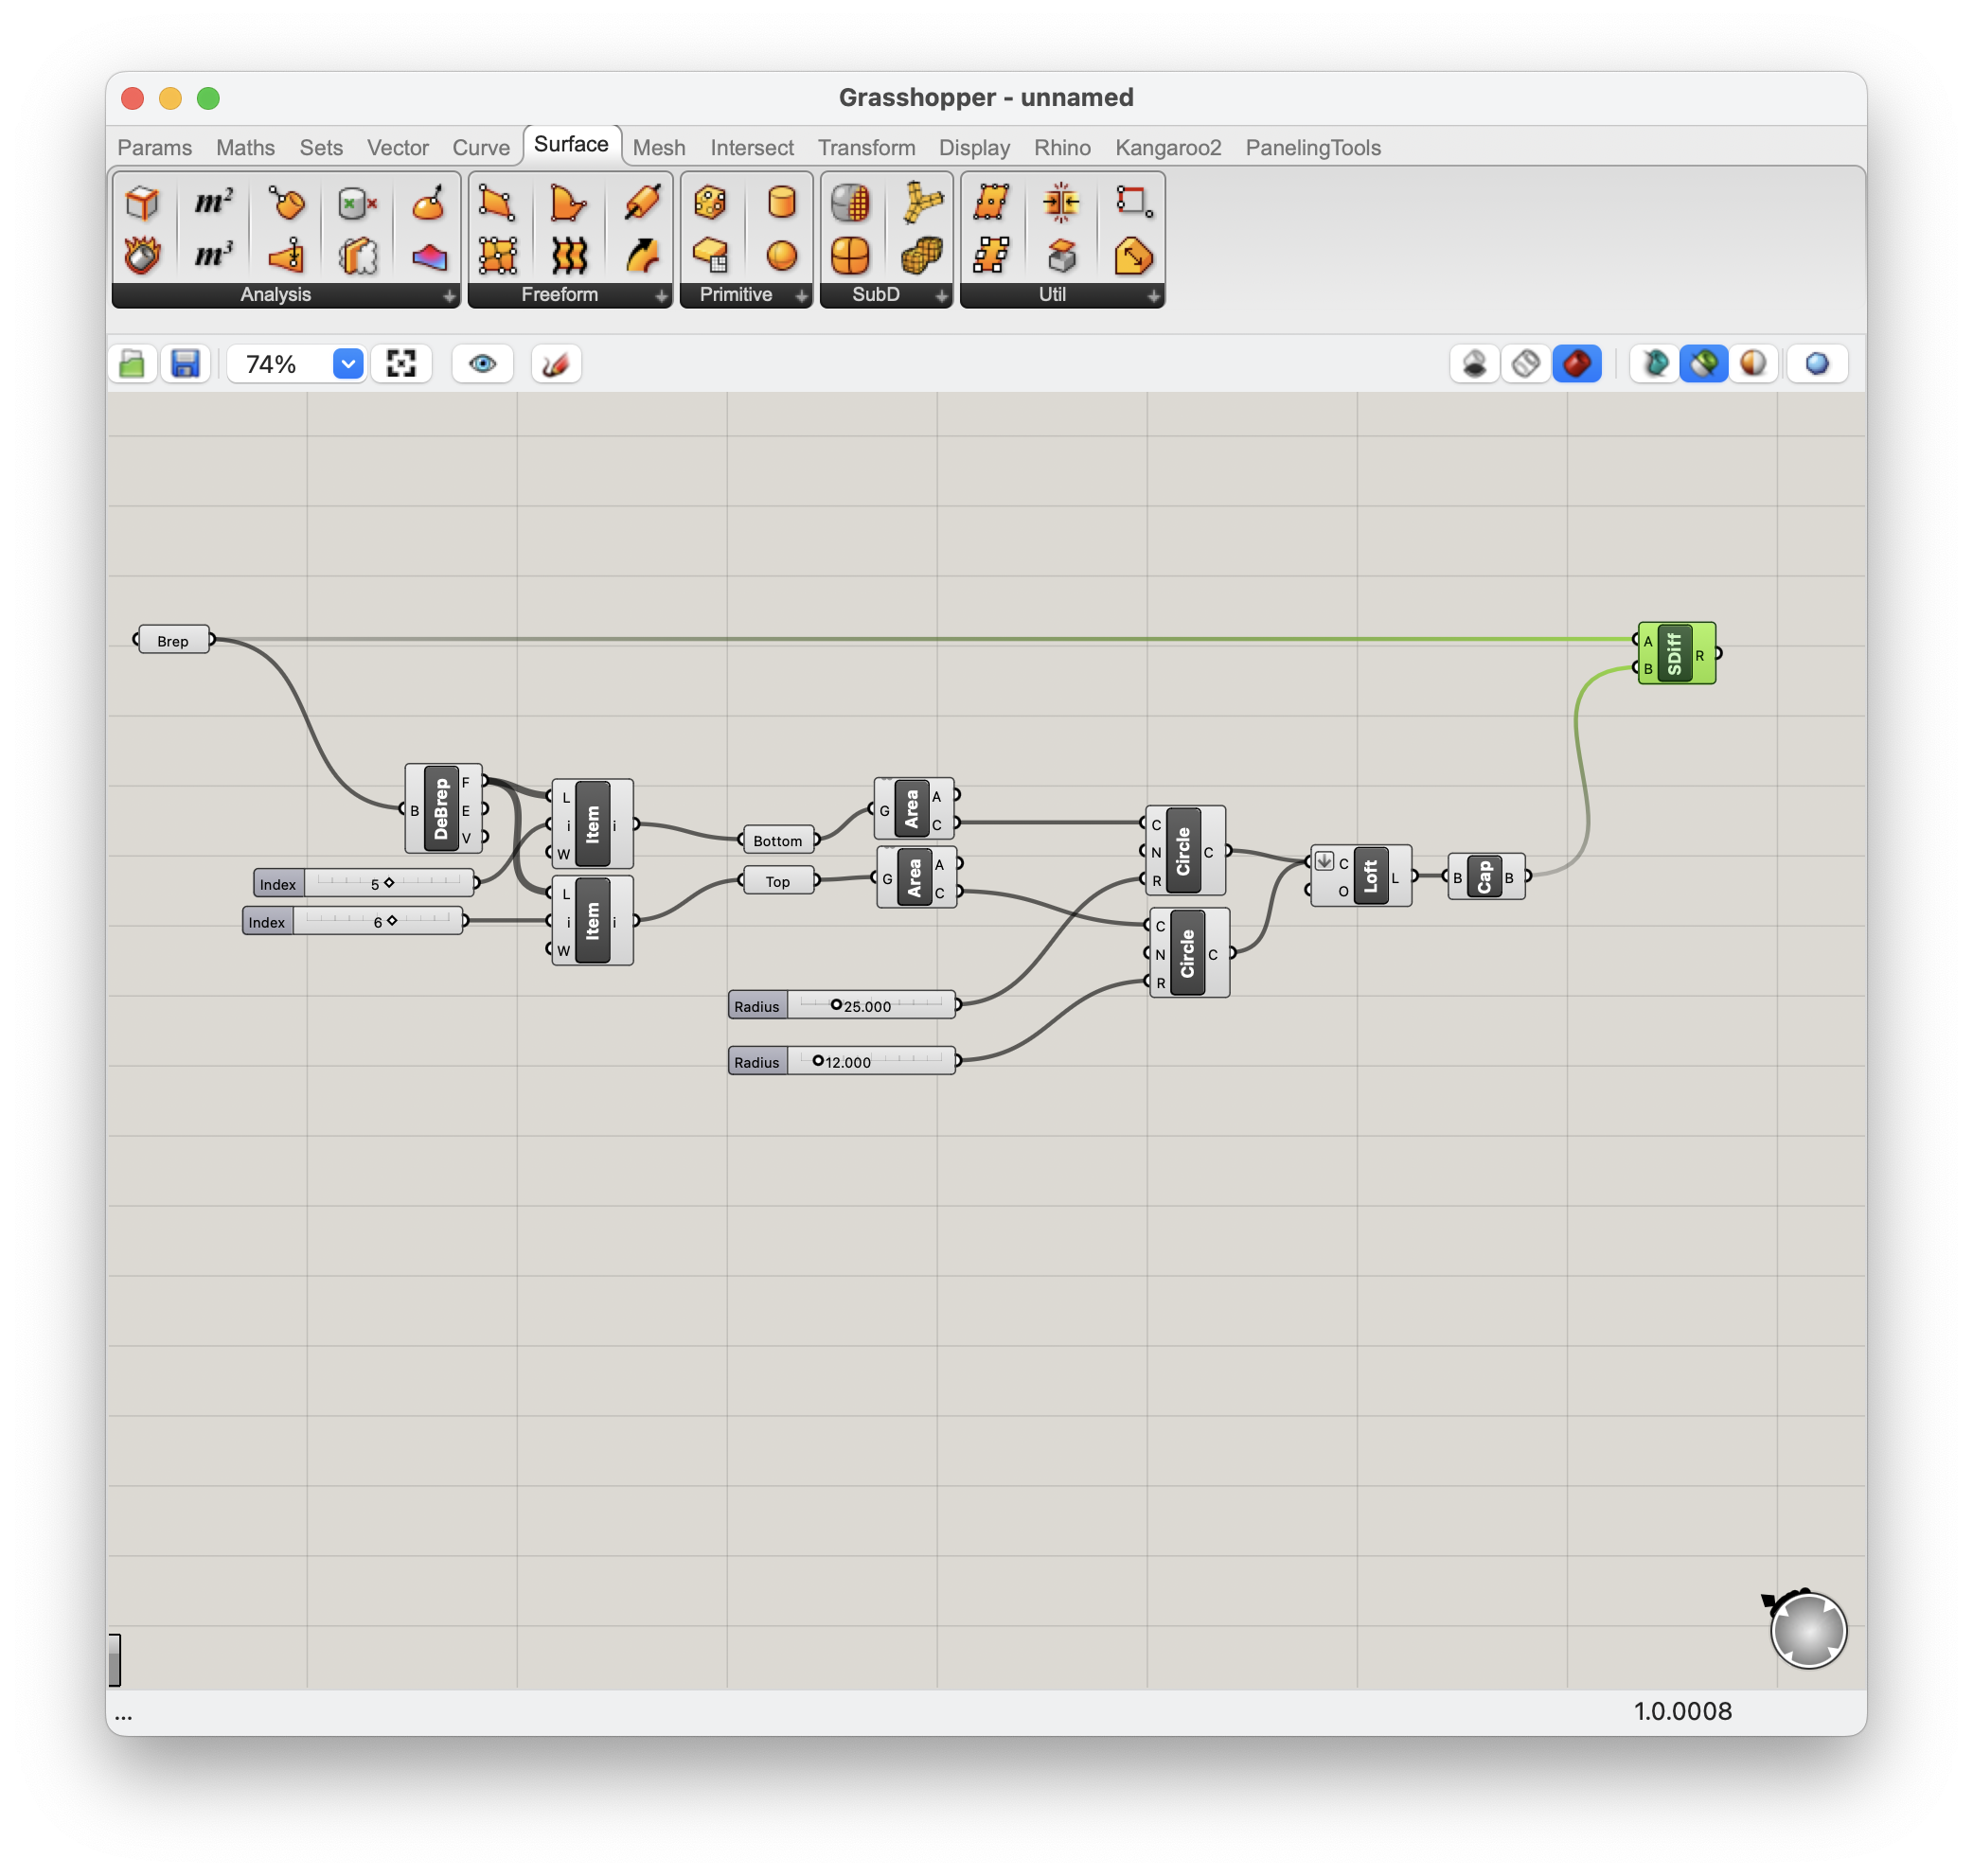 Grasshopper - unnamed
Params Maths Sets Vector Curve Surface Mesh Intersect Transform Display Rhino Kangaroo2 PanelingTools
m²
m³
Analysis Freeform Primitive SubD Util
74%
Brep
A
B
SDiff
R
B
DeBrep
F
E
V
L
i
W
Item
i
Bottom
G
Area
A
C
C
N
R
Circle
C
Index 5
Index 6
L
i
W
Item
i
Top
G
Area
A
C
C
N
R
Circle
C
C
O
Loft
L
B
Cap
B
Radius 25.000
Radius 12.000
...
1.0.0008